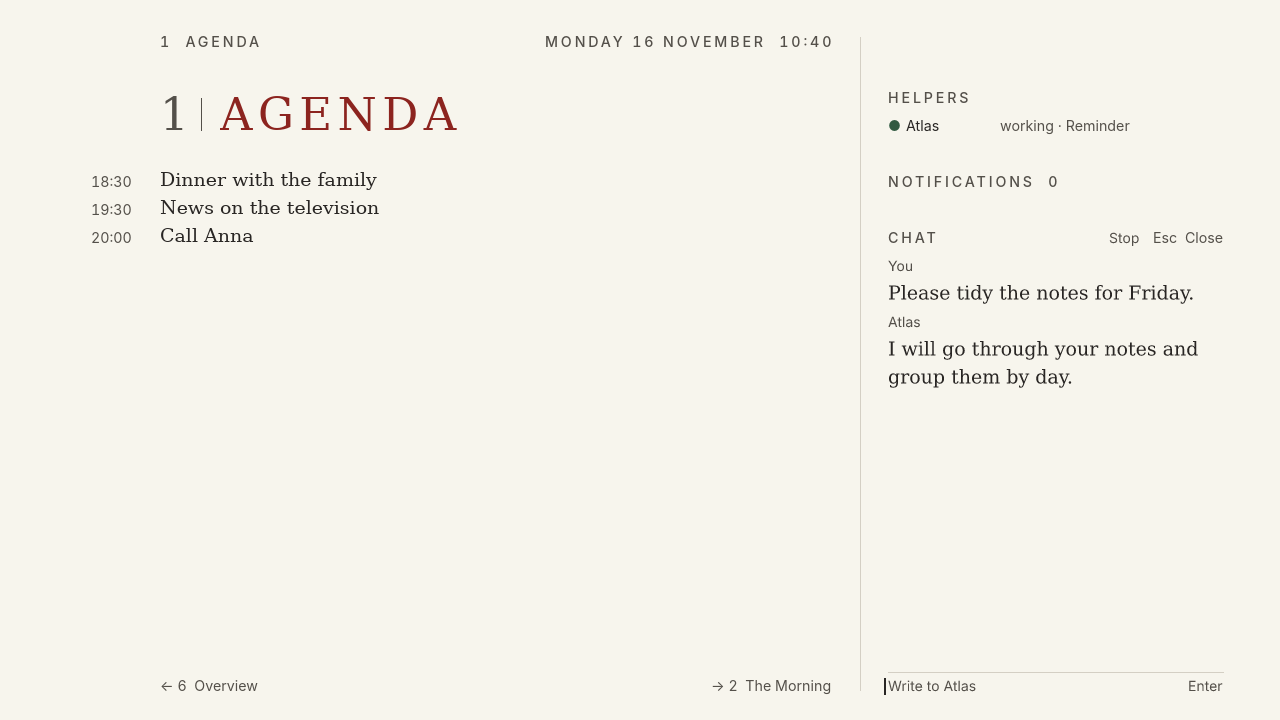 1 AGENDA
MONDAY 16 NOVEMBER 10:40
1 AGENDA
18:30 Dinner with the family
19:30 News on the television
20:00 Call Anna
← 6 Overview
→ 2 The Morning
HELPERS
Atlas working · Reminder
NOTIFICATIONS 0
CHAT Stop Esc Close
You
Please tidy the notes for Friday.
Atlas
I will go through your notes and
group them by day.
Write to Atlas Enter